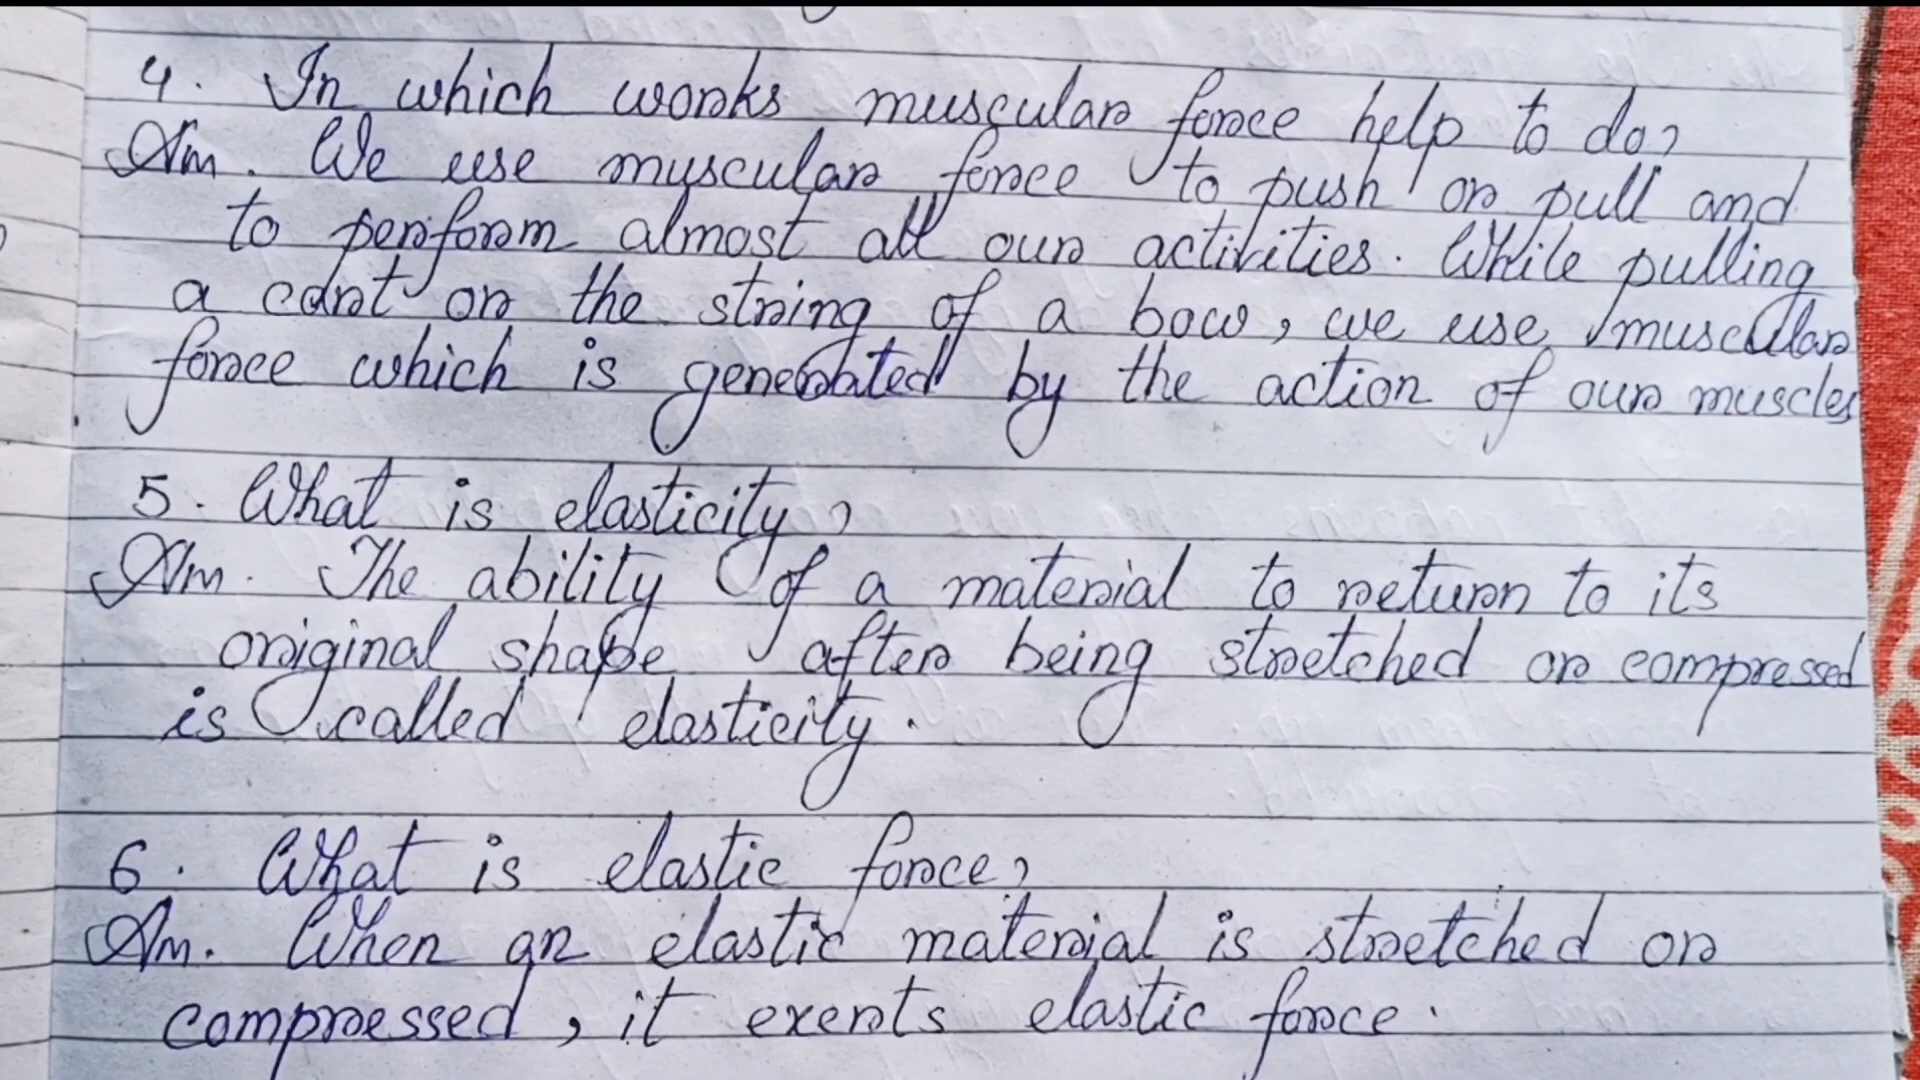 4. In which works muscular force help to do?
Ans. We use muscular force to push or pull and
to perform almost all our activities. While pulling
a cart or the string of a bow, we use muscular
force which is generated by the action of our muscles
5. What is elasticity?
Ans. The ability of a material to return to its
original shape after being stretched or compressed
is called elasticity.
6. What is elastic force?
Ans. When an elastic material is stretched or
compressed, it exerts elastic force.